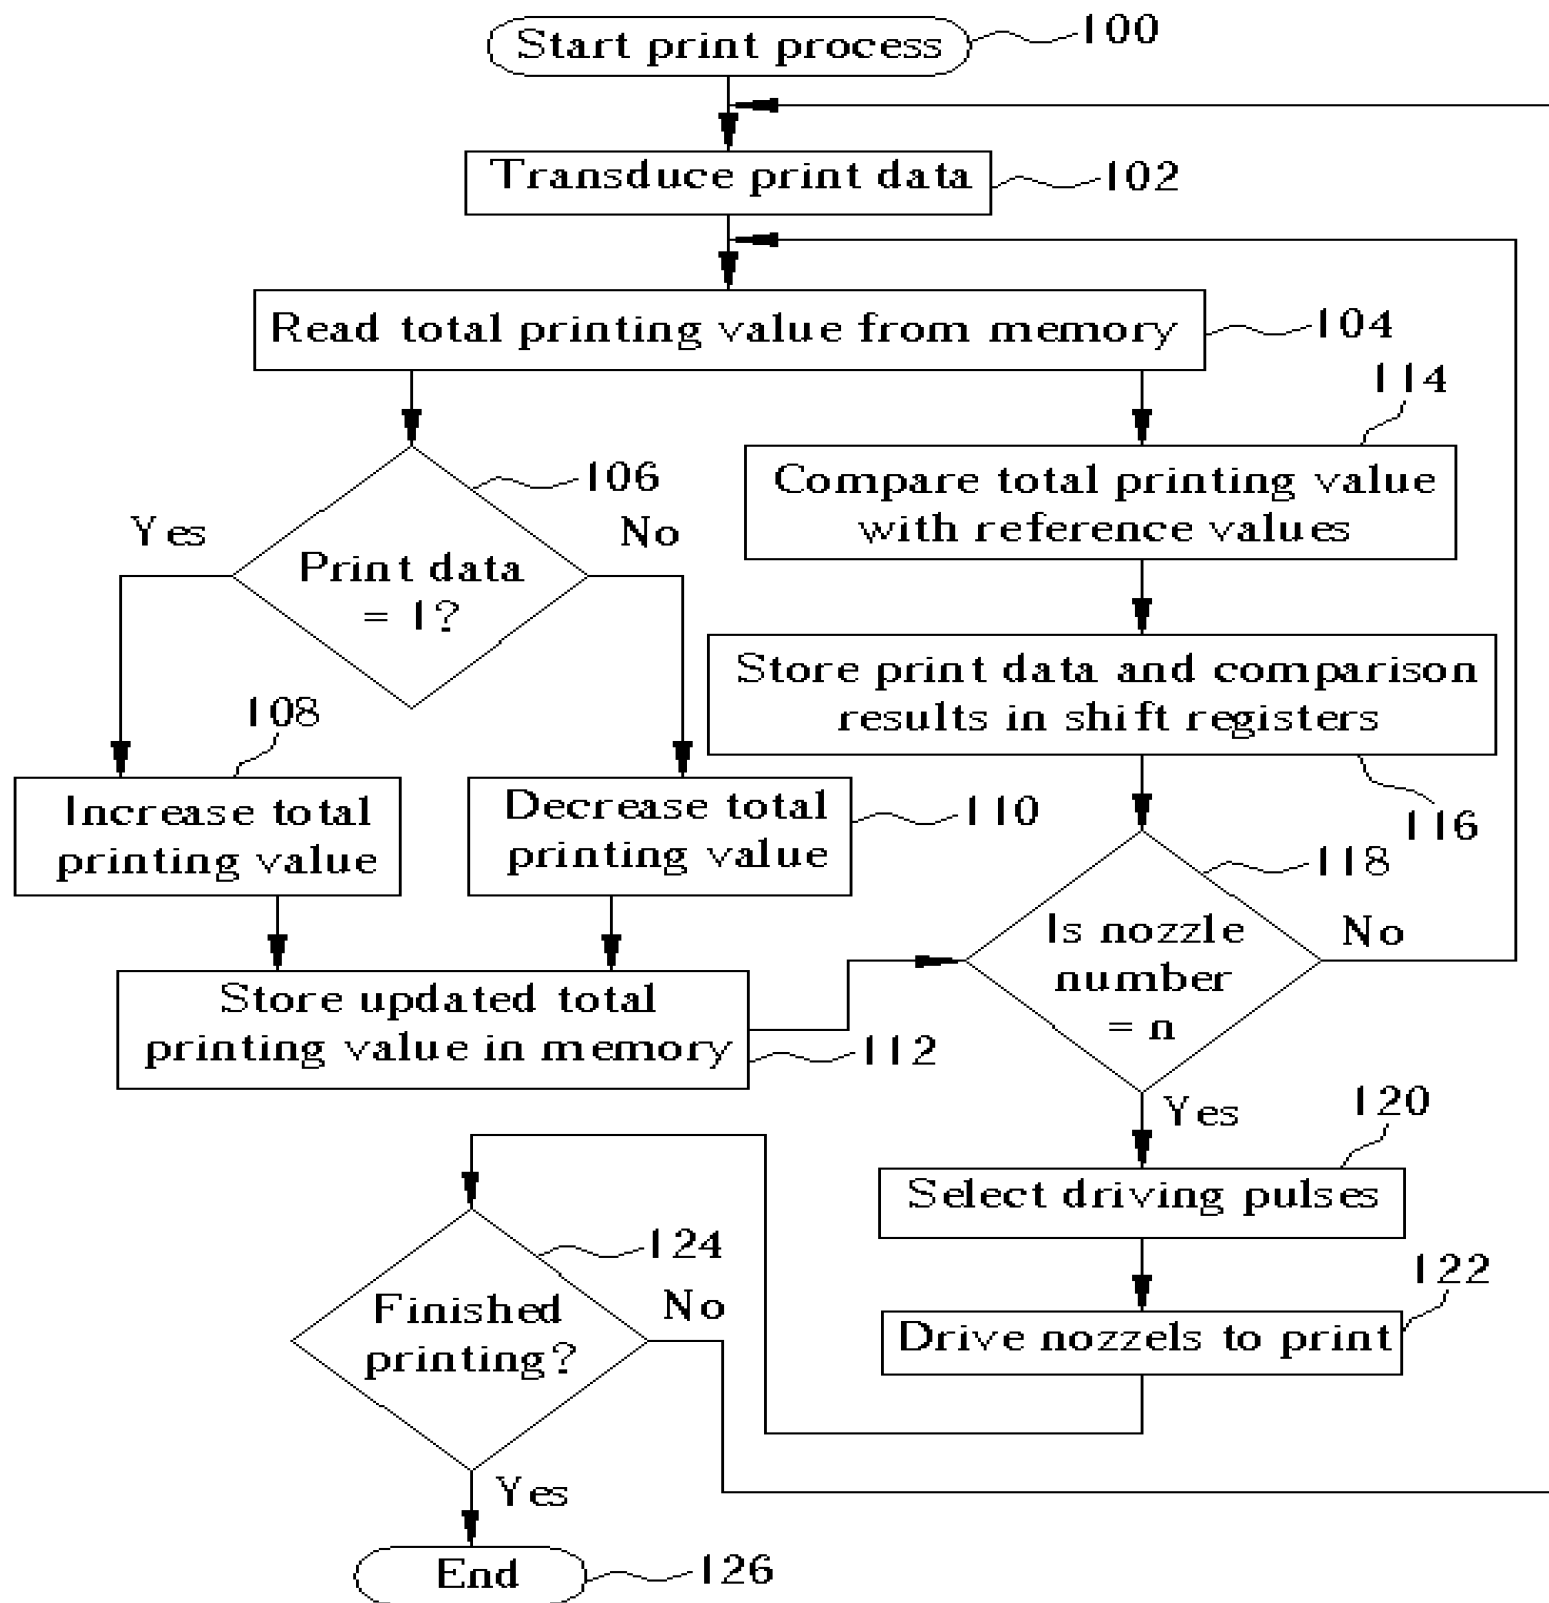 Start print process
100
Transduce print data
102
Read total printing value from memory
104
114
106
Compare total printing value
with reference values
Yes
No
Print data
= 1?
Store print data and comparison
results in shift registers
108
116
Increase total
printing value
Decrease total
printing value
110
118
Is nozzle
number
= n
No
Store updated total
printing value in memory
112
Yes
120
Select driving pulses
124
122
Finished
printing?
No
Drive nozzels to print
Yes
End
126